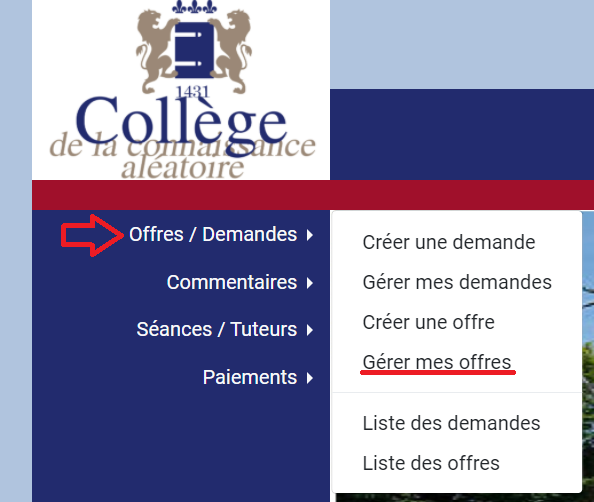 1431
Collège
de la connaissance
aléatoire
Offres / Demandes
Commentaires
Séances / Tuteurs
Paiements
Créer une demande
Gérer mes demandes
Créer une offre
Gérer mes offres
Liste des demandes
Liste des offres